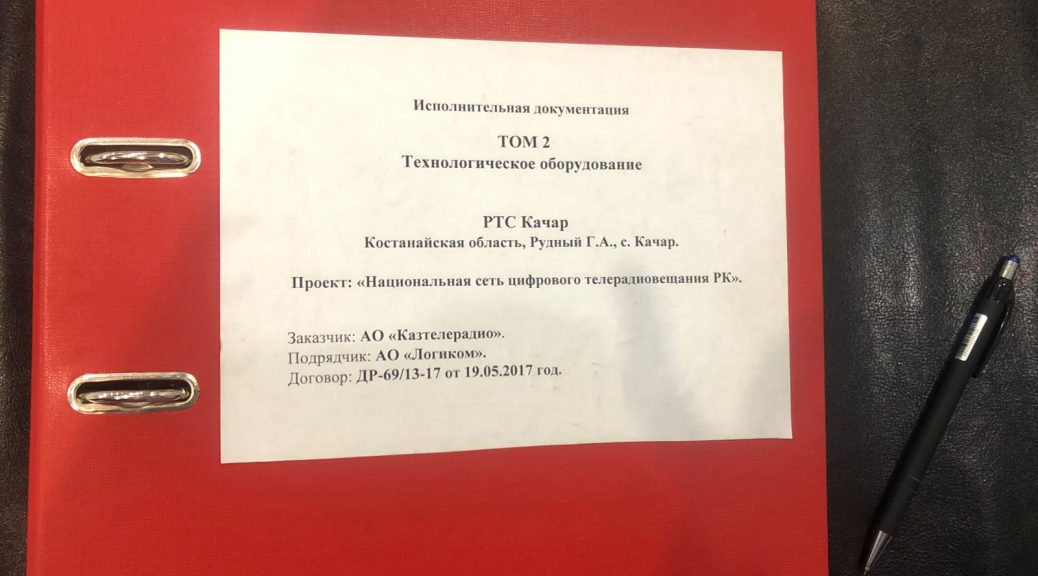 Исполнительная документация
ТОМ 2
Технологическое оборудование
РТС Качар
Костанайская область, Рудный Г.А., с. Качар.
Проект: «Национальная сеть цифрового телерадиовещания РК».
Заказчик: АО «Казтелерадио».
Подрядчик: АО «Логиком».
Договор: ДР-69/13-17 от 19.05.2017 год.